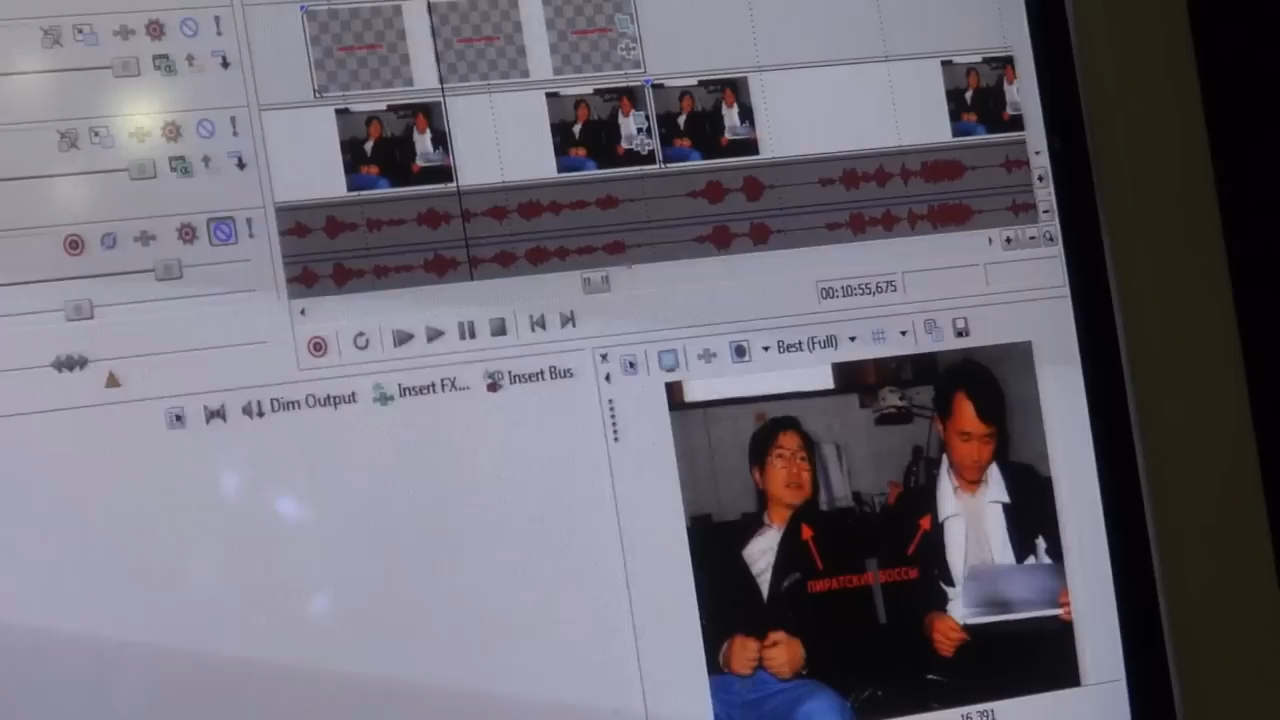 00:10:55,675
Best (Full)
Dim Output
Insert FX...
Insert Bus
ПИРАТСКИЕ БОССЫ
16 391